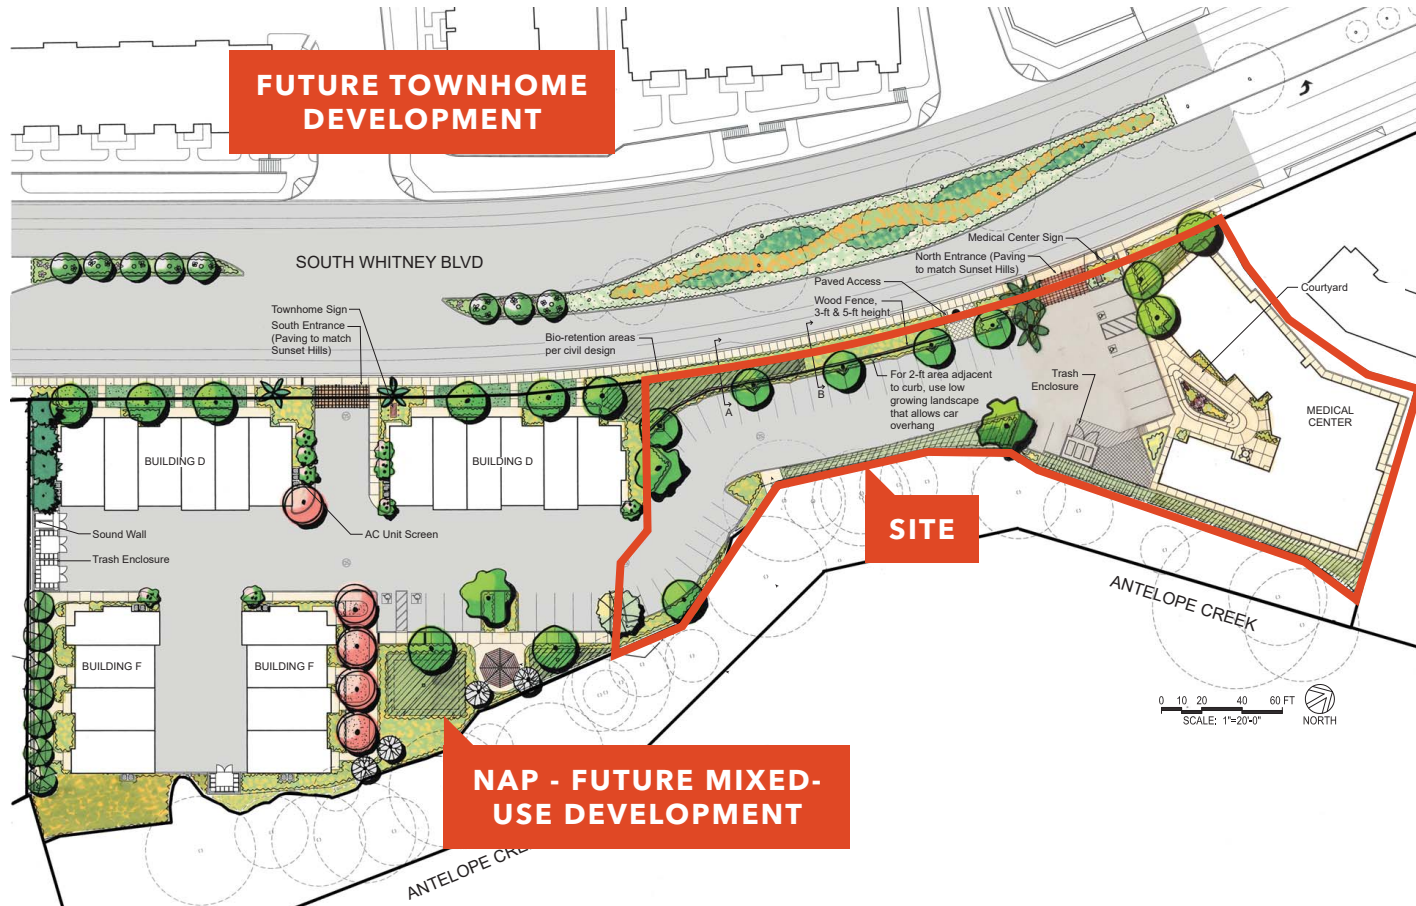 FUTURE TOWNHOME
DEVELOPMENT
SOUTH WHITNEY BLVD
Medical Center Sign
North Entrance (Paving
to match Sunset Hills)
Courtyard
Paved Access
Wood Fence,
3-ft & 5-ft height
Townhome Sign
South Entrance
(Paving to match
Sunset Hills)
Bio-retention areas
per civil design
For 2-ft area adjacent
to curb, use low
growing landscape
that allows car
overhang
A
B
Trash
Enclosure
MEDICAL
CENTER
BUILDING D
BUILDING D
Sound Wall
Trash Enclosure
AC Unit Screen
SITE
ANTELOPE CREEK
BUILDING F
BUILDING F
0 10 20 40 60 FT
SCALE: 1"=20'-0"
NORTH
NAP - FUTURE MIXED-
USE DEVELOPMENT
ANTELOPE CRE